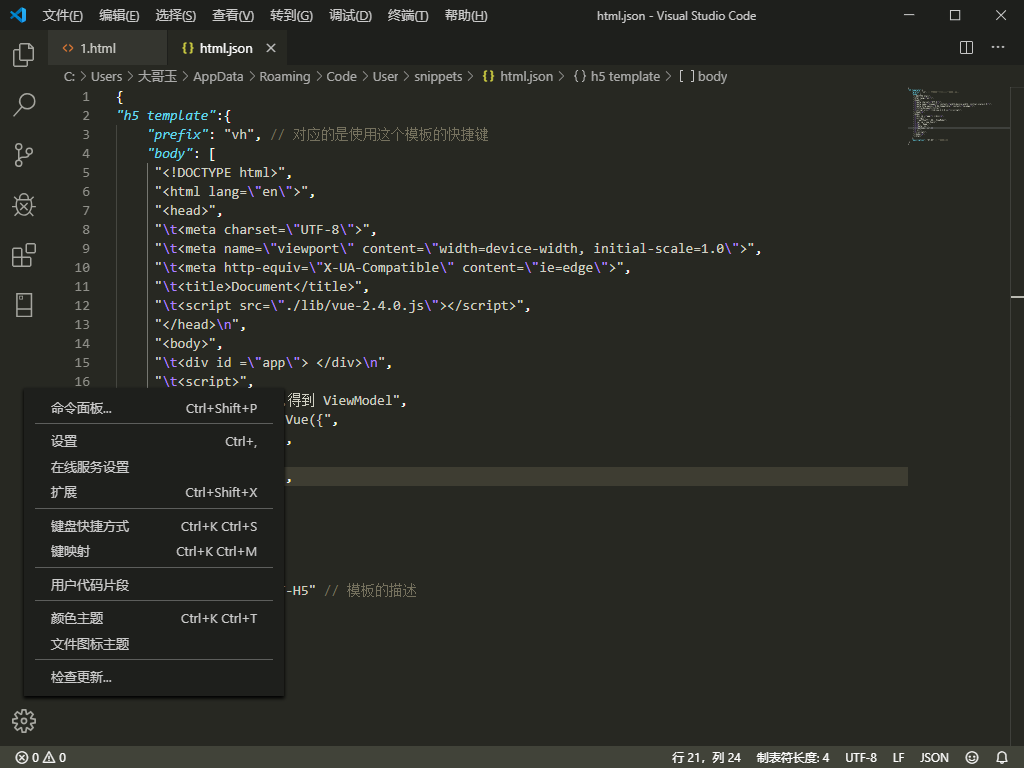 文件(F) 编辑(E) 选择(S) 查看(V) 转到(G) 调试(D) 终端(T) 帮助(H) html.json - Visual Studio Code
<> 1.html {} html.json ×
C: > Users > 大哥玉 > AppData > Roaming > Code > User > snippets > {} html.json > {} h5 template > [ ] body
1 {
2 "h5 template":{
3 "prefix": "vh", // 对应的是使用这个模板的快捷键
4 "body": [
5 "<!DOCTYPE html>",
6 "<html lang=\"en\">",
7 "<head>",
8 "\t<meta charset=\"UTF-8\">",
9 "\t<meta name=\"viewport\" content=\"width=device-width, initial-scale=1.0\">",
10 "\t<meta http-equiv=\"X-UA-Compatible\" content=\"ie=edge\">",
11 "\t<title>Document</title>",
12 "\t<script src=\"./lib/vue-2.4.0.js\"></script>",
13 "</head>\n",
14 "<body>",
15 "\t<div id =\"app\"> </div>\n",
16 "\t<script>",
得到 ViewModel",
Vue({",
,
,
-H5" // 模板的描述
命令面板... Ctrl+Shift+P
设置 Ctrl+,
在线服务设置
扩展 Ctrl+Shift+X
键盘快捷方式 Ctrl+K Ctrl+S
键映射 Ctrl+K Ctrl+M
用户代码片段
颜色主题 Ctrl+K Ctrl+T
文件图标主题
检查更新...
0 0 行 21，列 24 制表符长度: 4 UTF-8 LF JSON